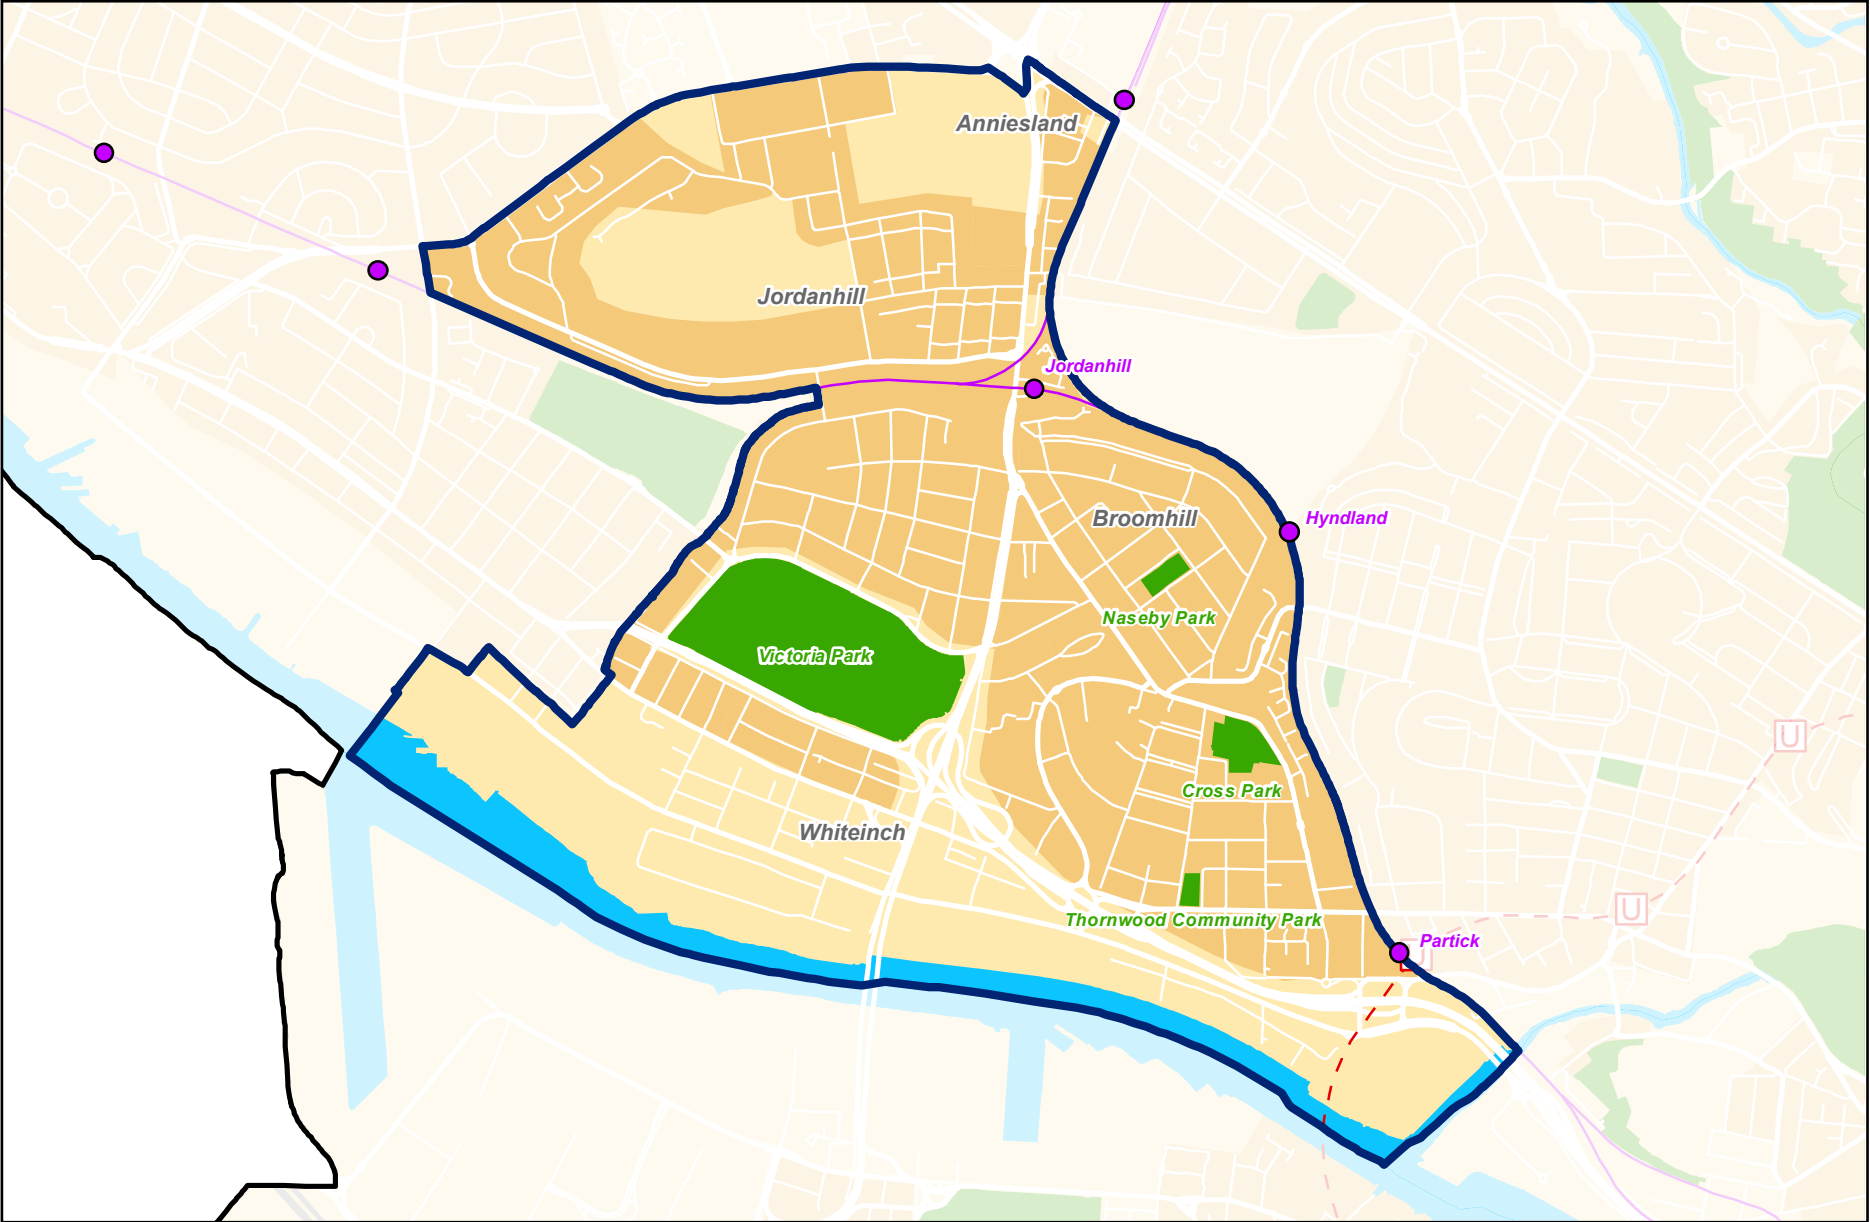 Anniesland
Jordanhill
Jordanhill
Broomhill
Hyndland
Naseby Park
Victoria Park
U
Cross Park
Whiteinch
U
Thornwood Community Park
Partick
U